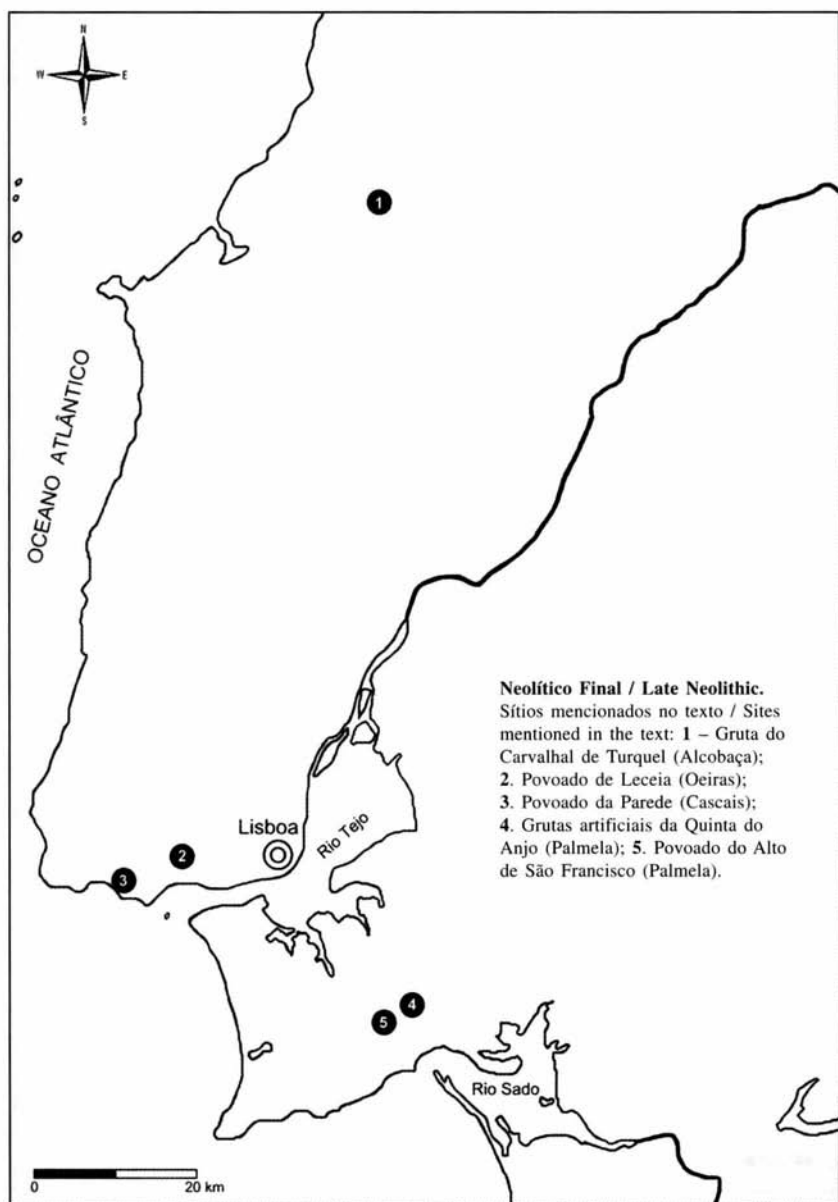 N
W E
S
1
OCEANO ATLÂNTICO
Neolítico Final / Late Neolithic.
Sítios mencionados no texto / Sites
mentioned in the text: 1 – Gruta do
Carvalhal de Turquel (Alcobaça);
2. Povoado de Leceia (Oeiras);
3. Povoado da Parede (Cascais);
4. Grutas artificiais da Quinta do
Anjo (Palmela); 5. Povoado do Alto
de São Francisco (Palmela).
Lisboa
Rio Tejo
2
3
4
5
Rio Sado
0 20 km